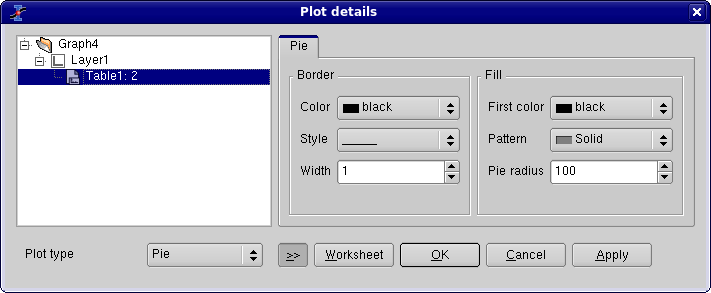 Plot details
Graph4
Layer1
Table1: 2
Pie
Border
Color black
Style
Width 1
Fill
First color black
Pattern Solid
Pie radius 100
Plot type Pie >> Worksheet OK Cancel Apply